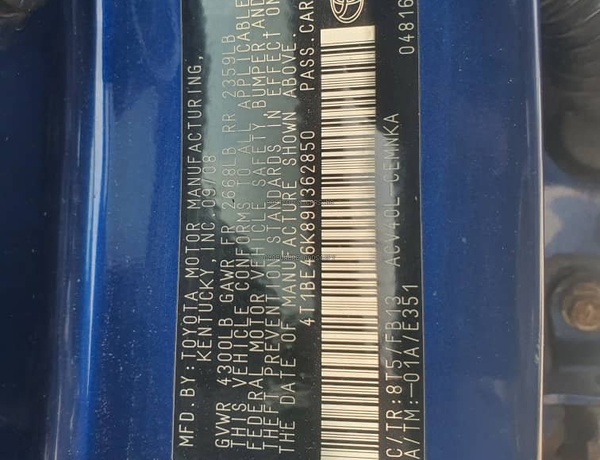 MFD.BY:TOYOTA MOTOR MANUFACTURING,
KENTUCKY INC 09/08
GVWR 4300LB GAWR FR 2668LB RR 2359LB
THIS VEHICLE CONFORMS TO ALL APPLICABLE
FEDERAL MOTOR VEHICLE SAFETY, BUMPER AND
THEFT PREVENTION STANDARDS IN EFFECT ON
THE DATE OF MANUFACTURE SHOWN ABOVE.
4T1BE46K89U362850 PASS.CAR
C/TR:8T5/FB13 ACV40L-CEMNKA 04816
A/TM:-01A/E351